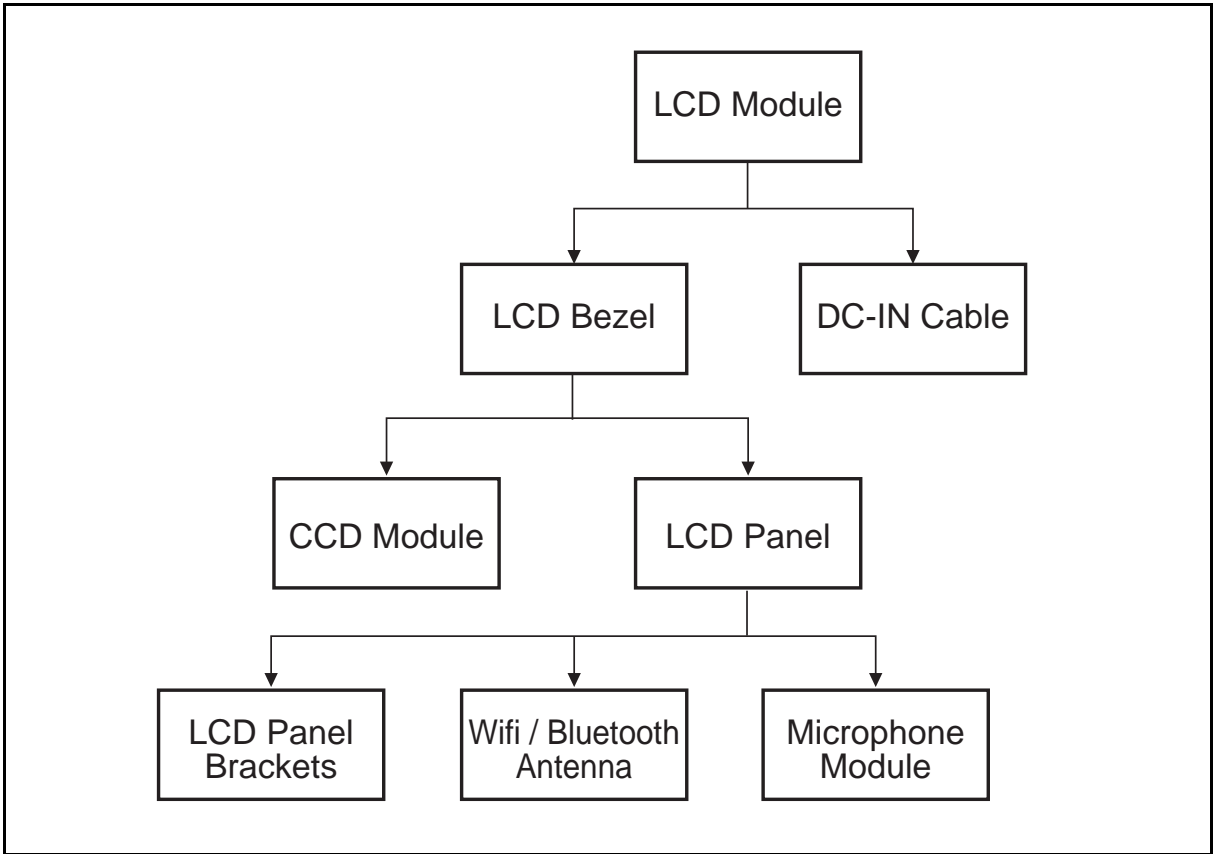 LCD Module
LCD Bezel
DC-IN Cable
CCD Module
LCD Panel
LCD Panel
Brackets
Wifi / Bluetooth
Antenna
Microphone
Module